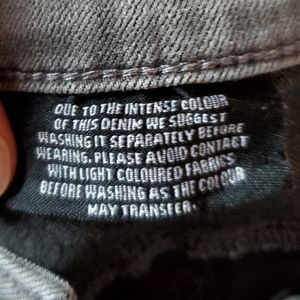 DUE TO THE INTENSE COLOUR
OF THIS DENIM WE SUGGEST
WASHING IT SEPARATELY BEFORE
WEARING. PLEASE AVOID CONTACT
WITH LIGHT COLOURED FABRICS
BEFORE WASHING AS THE COLOUR
MAY TRANSFER.